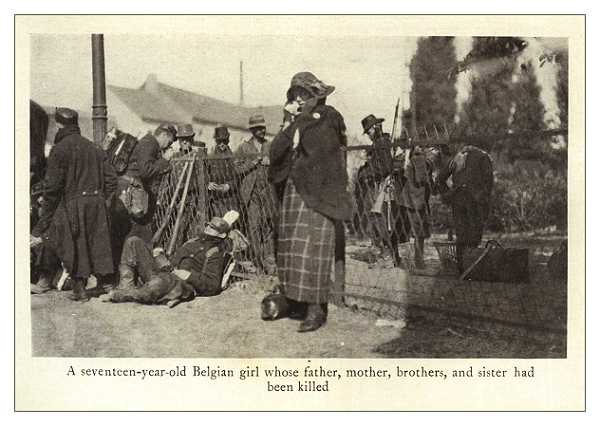 A seventeen-year-old Belgian girl whose father, mother, brothers, and sister had
been killed